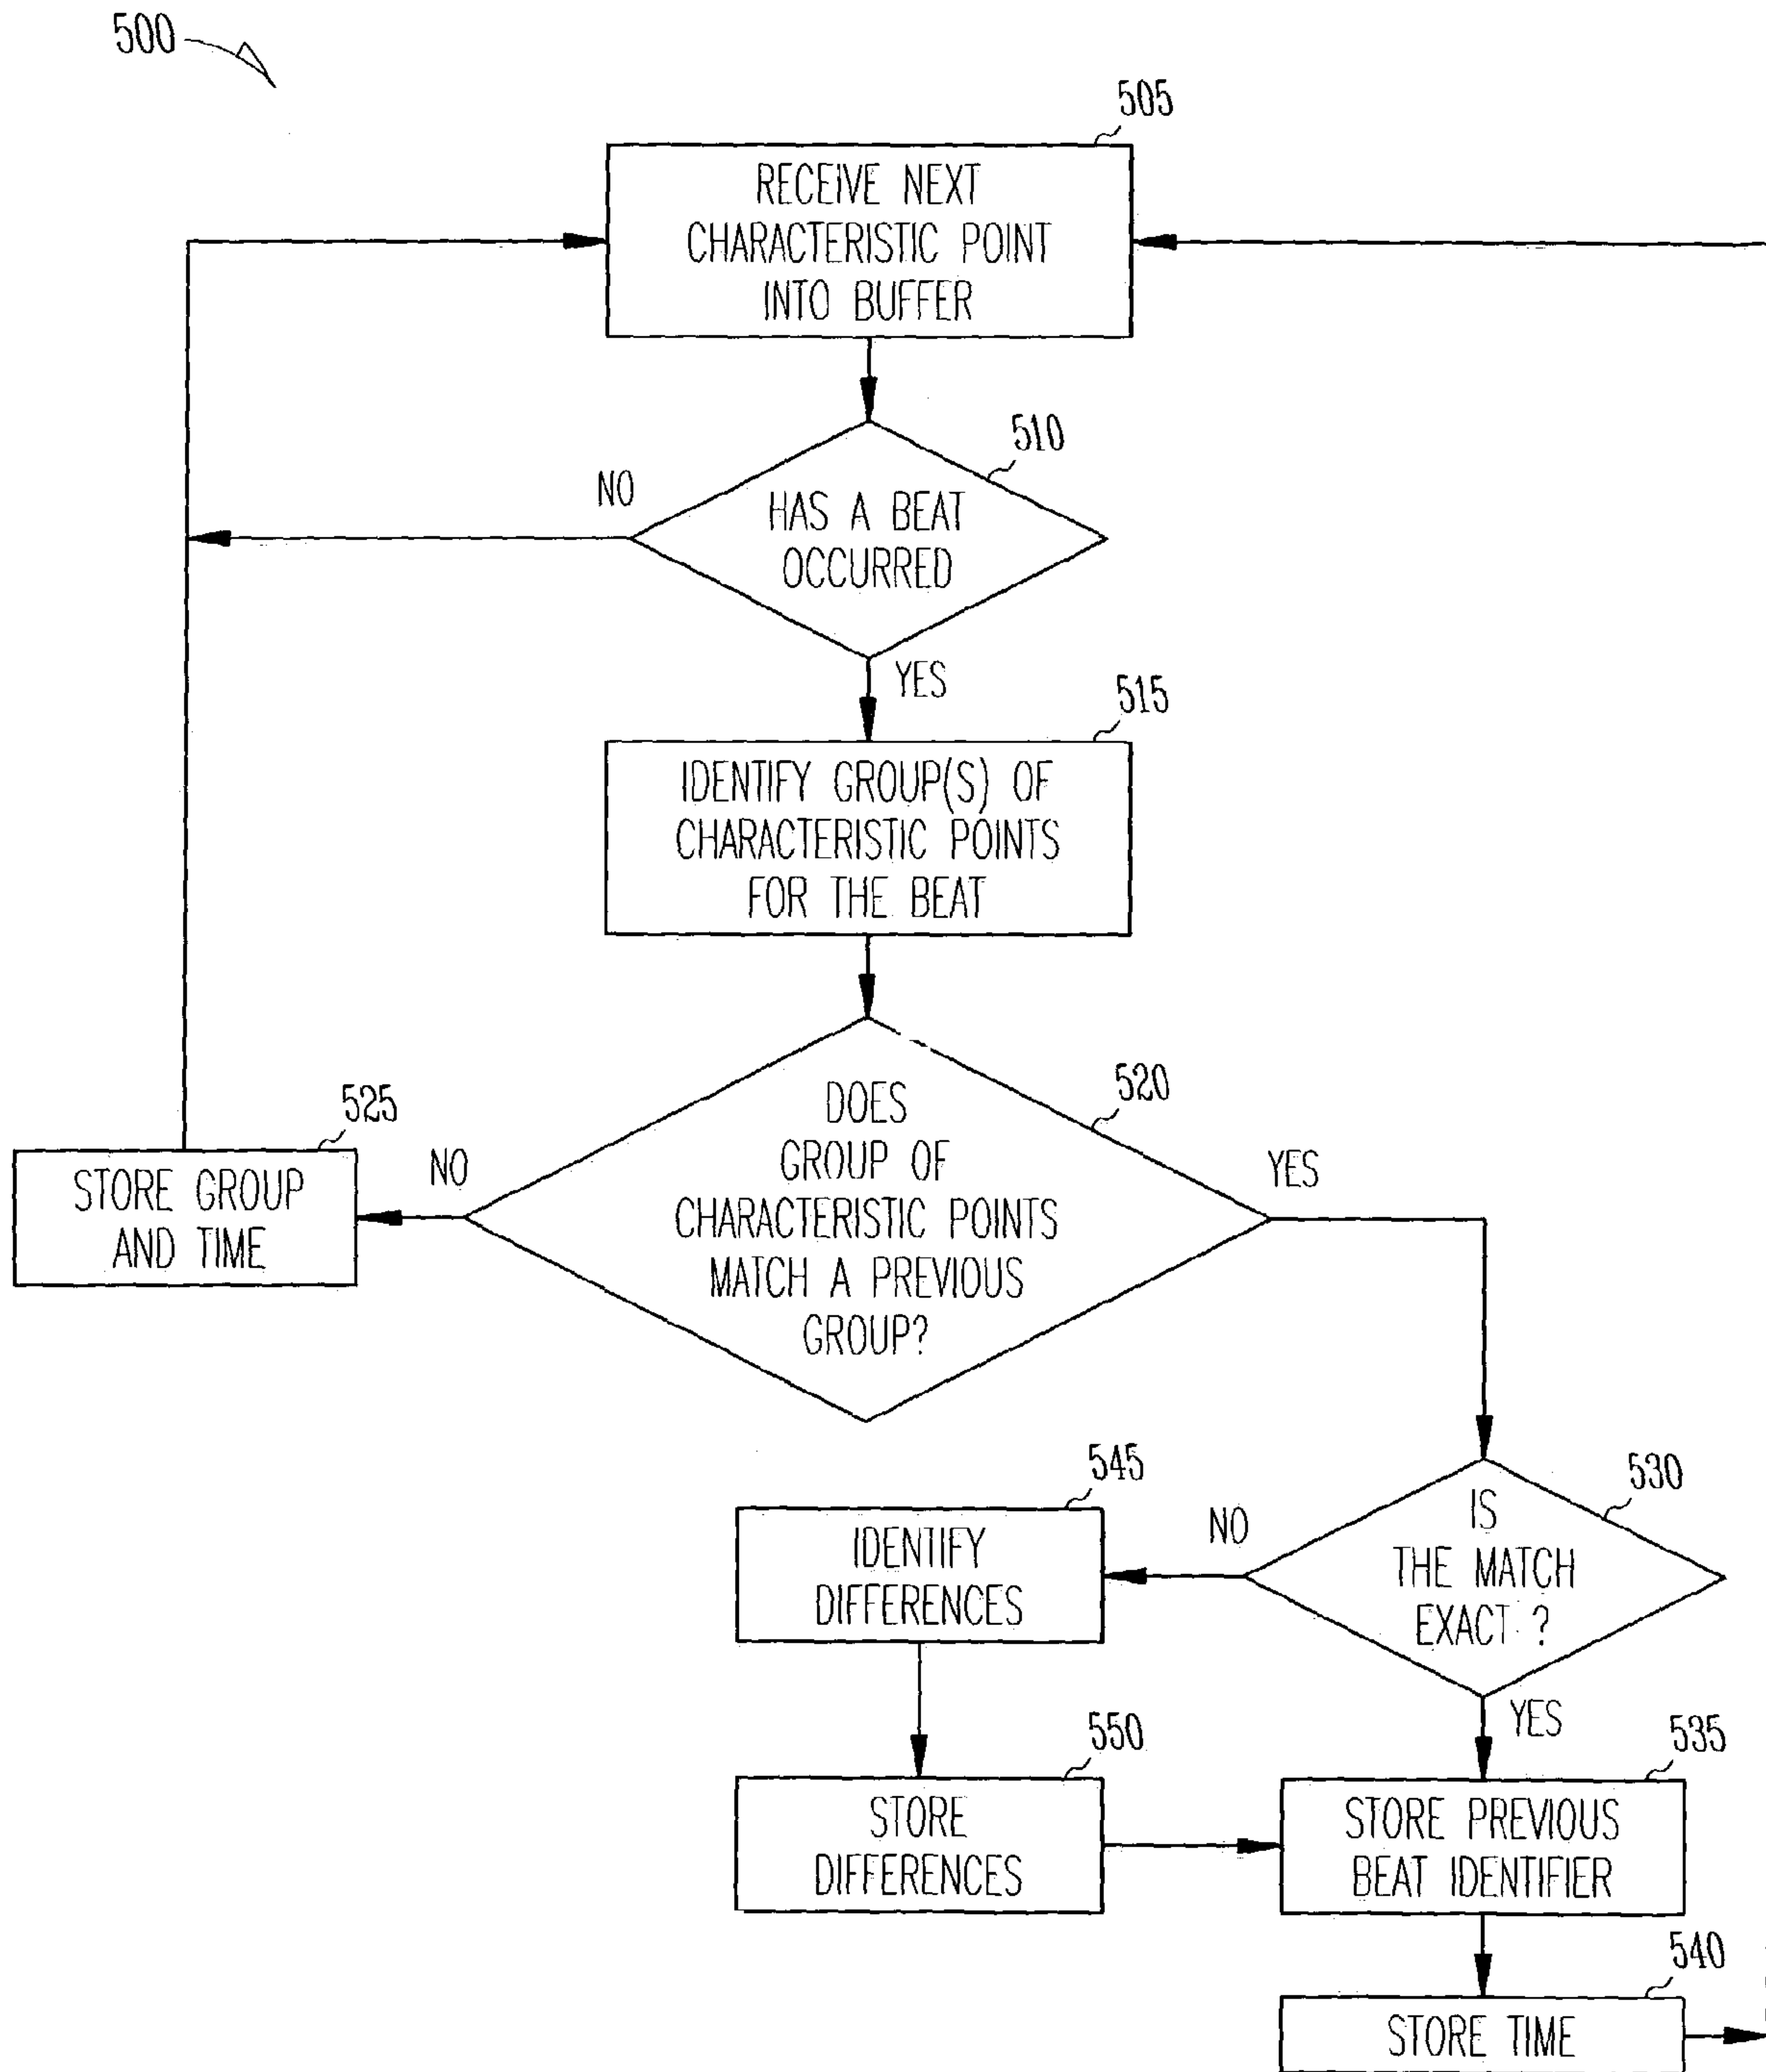 500
505
RECEIVE NEXT
CHARACTERISTIC POINT
INTO BUFFER
510
NO
HAS A BEAT
OCCURRED
YES
515
IDENTIFY GROUP(S) OF
CHARACTERISTIC POINTS
FOR THE BEAT
520
DOES
GROUP OF
CHARACTERISTIC POINTS
MATCH A PREVIOUS
GROUP?
525
NO
YES
STORE GROUP
AND TIME
530
IS
THE MATCH
EXACT ?
545
NO
IDENTIFY
DIFFERENCES
YES
550
535
STORE
DIFFERENCES
STORE PREVIOUS
BEAT IDENTIFIER
540
STORE TIME